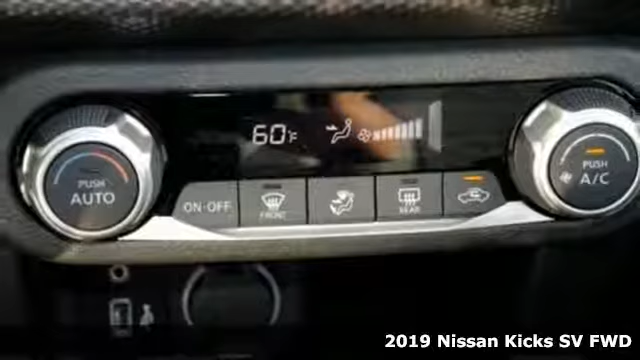 60°F
PUSH
AUTO
ON·OFF
FRONT
REAR
PUSH
A/C
2019 Nissan Kicks SV FWD